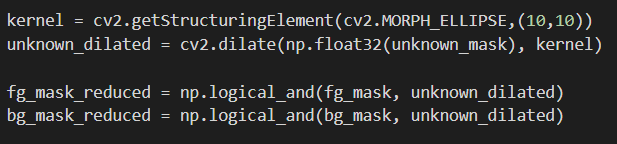 kernel = cv2.getStructuringElement(cv2.MORPH_ELLIPSE,(10,10))
unknown_dilated = cv2.dilate(np.float32(unknown_mask), kernel)
fg_mask_reduced = np.logical_and(fg_mask, unknown_dilated)
bg_mask_reduced = np.logical_and(bg_mask, unknown_dilated)